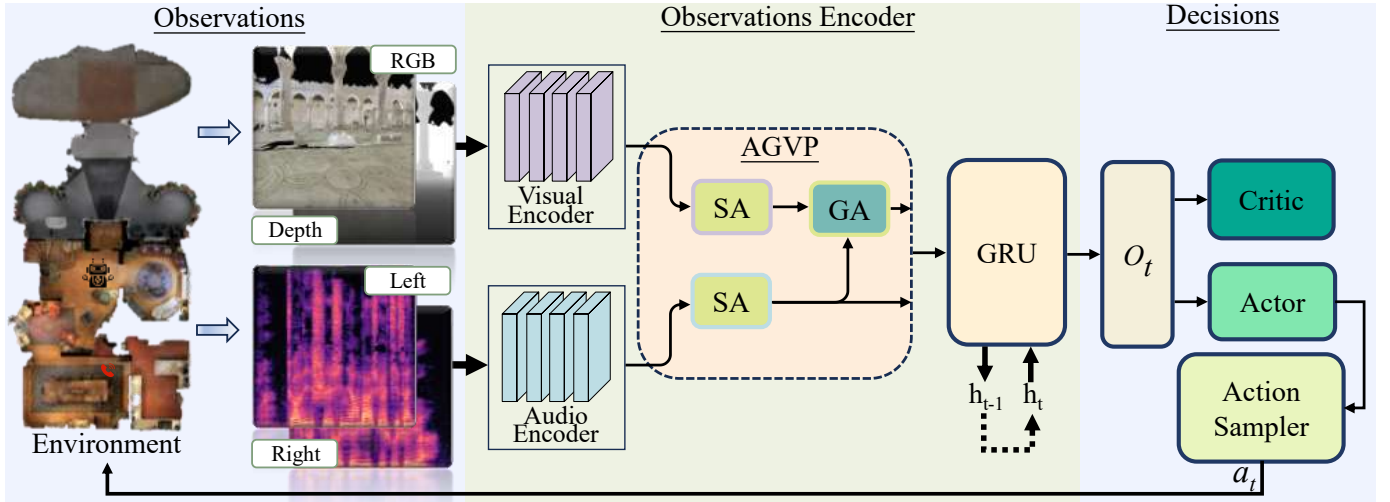 Observations
Observations Encoder
Decisions
RGB
Depth
Left
Right
Environment
Visual
Encoder
Audio
Encoder
AGVP
SA
GA
SA
GRU
h_{t-1}
h_t
O_t
Critic
Actor
Action
Sampler
a_t